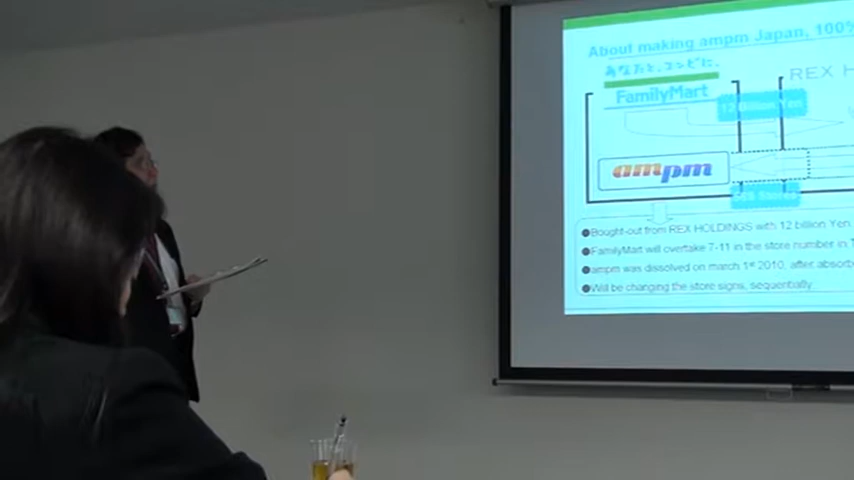 About making ampm Japan, 100%
あなたと、コンビに、
FamilyMart
REX H
12 Billion Yen
ampm
Stores
●Bought-out from REX HOLDINGS with 12 billion Yen.
●FamilyMart will overtake 7-11 in the store number in T
●ampm was dissolved on march 1st 2010, after absorb
●Will be changing the store signs, sequentially.